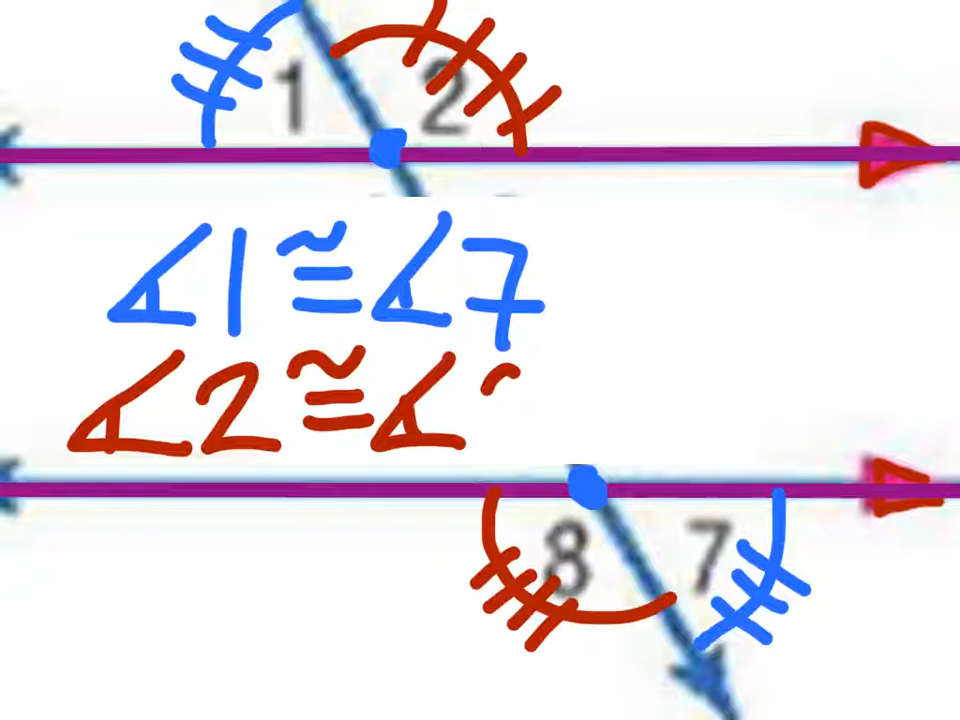 1 2
∡1 ≅ ∡7
∡2 ≅ ∡
8 7